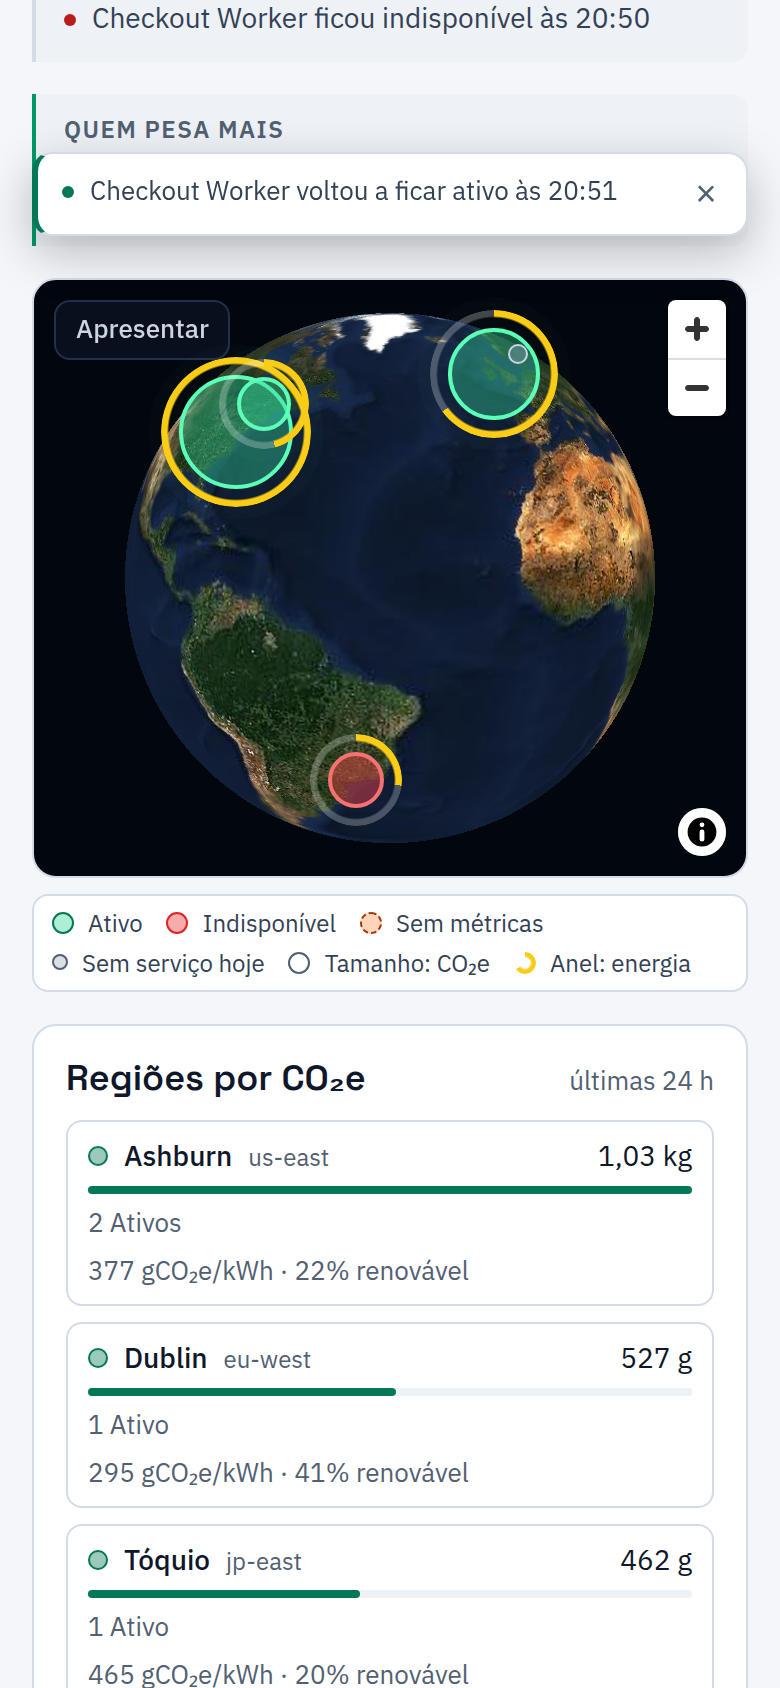 Checkout Worker ficou indisponível às 20:50
QUEM PESA MAIS
Checkout Worker voltou a ficar ativo às 20:51
Apresentar
Ativo
Indisponível
Sem métricas
Sem serviço hoje
Tamanho: CO₂e
Anel: energia
Regiões por CO₂e
últimas 24 h
Ashburn us-east 1,03 kg
2 Ativos
377 gCO₂e/kWh · 22% renovável
Dublin eu-west 527 g
1 Ativo
295 gCO₂e/kWh · 41% renovável
Tóquio jp-east 462 g
1 Ativo
465 gCO₂e/kWh · 20% renovável